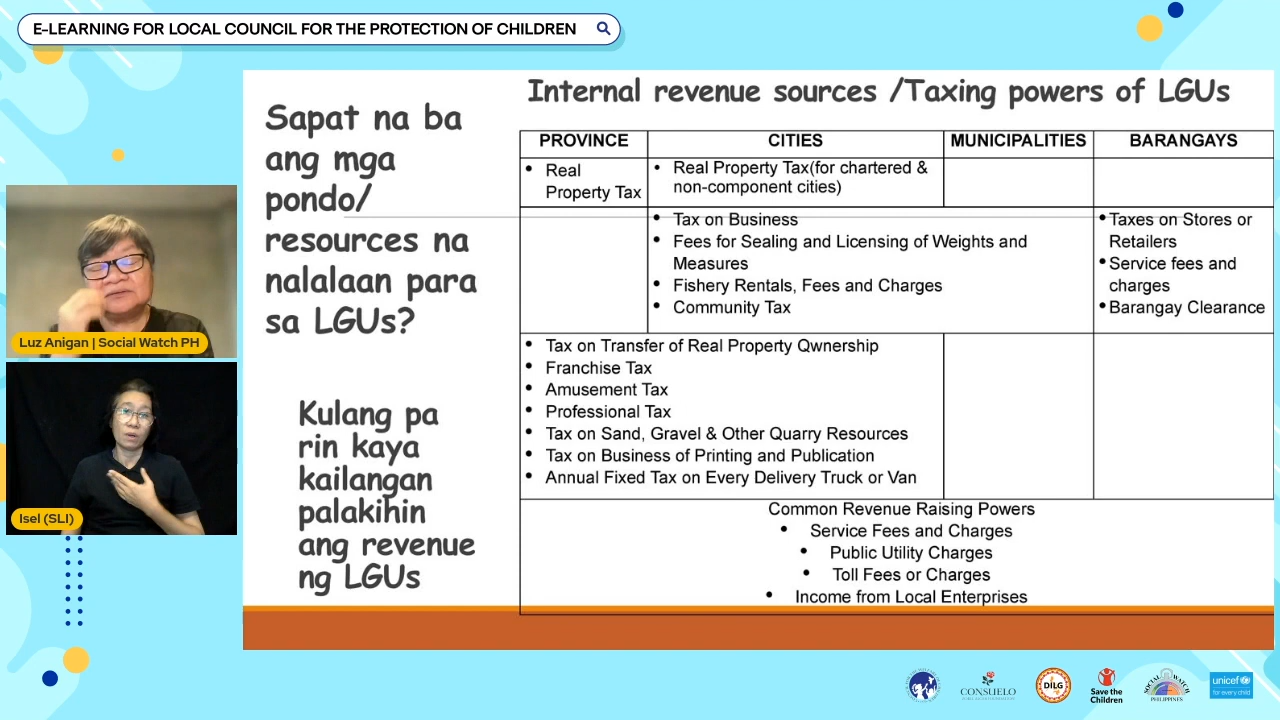 E-LEARNING FOR LOCAL COUNCIL FOR THE PROTECTION OF CHILDREN
Sapat na ba
ang mga
pondo/
resources na
nalalaan para
sa LGUs?
Kulang pa
rin kaya
kailangan
palakihin
ang revenue
ng LGUs
Internal revenue sources /Taxing powers of LGUs
PROVINCE CITIES MUNICIPALITIES BARANGAYS
• Real
Property Tax
• Real Property Tax(for chartered &
non-component cities)
• Tax on Business
• Fees for Sealing and Licensing of Weights and
Measures
• Fishery Rentals, Fees and Charges
• Community Tax
• Taxes on Stores or
Retailers
• Service fees and
charges
• Barangay Clearance
• Tax on Transfer of Real Property Qwnership
• Franchise Tax
• Amusement Tax
• Professional Tax
• Tax on Sand, Gravel & Other Quarry Resources
• Tax on Business of Printing and Publication
• Annual Fixed Tax on Every Delivery Truck or Van
Common Revenue Raising Powers
• Service Fees and Charges
• Public Utility Charges
• Toll Fees or Charges
• Income from Local Enterprises
Luz Anigan | Social Watch PH
Isel (SLI)
CONSUELO
DILG
Save the
Children
SOCIAL WATCH
PHILIPPINES
unicef
for every child